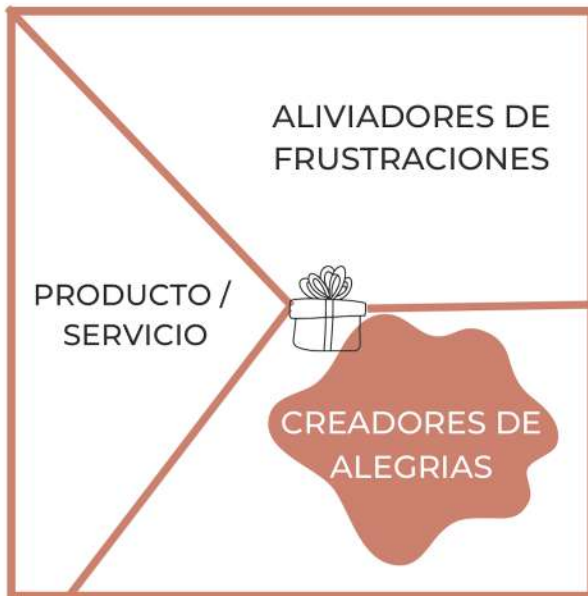 ALIVIADORES DE
FRUSTRACIONES
PRODUCTO /
SERVICIO
CREADORES DE
ALEGRIAS